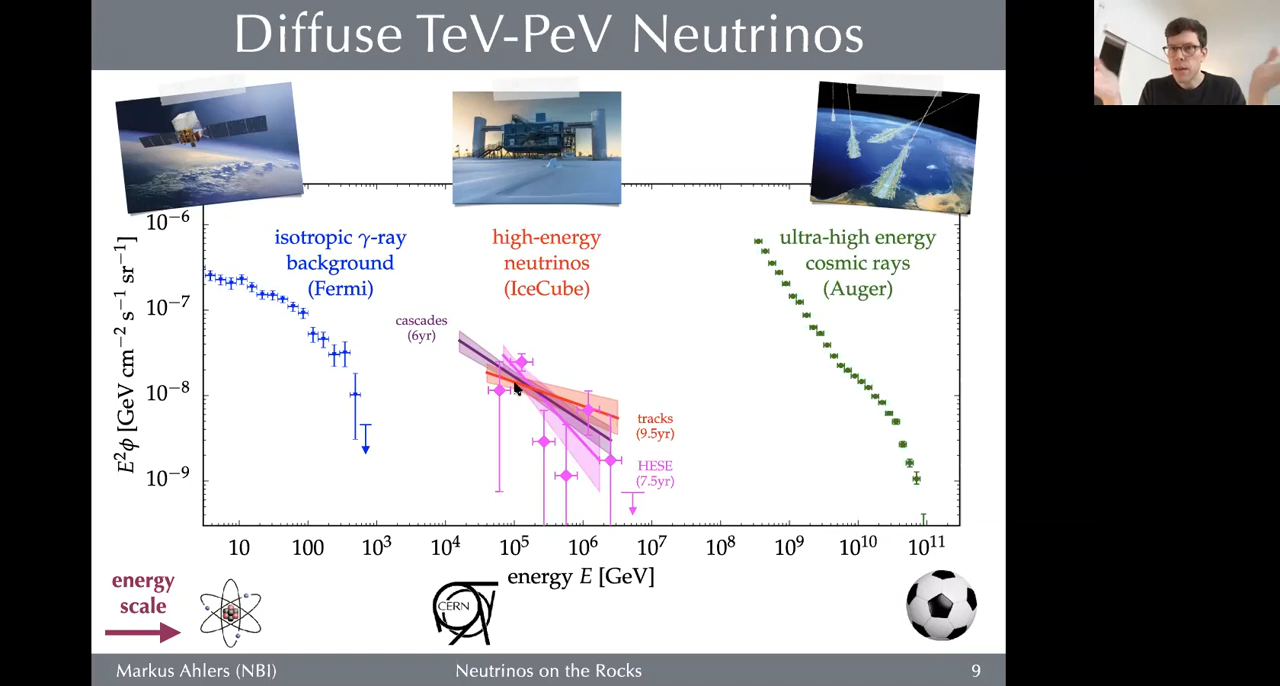 Diffuse TeV-PeV Neutrinos
isotropic γ-ray
background
(Fermi)
high-energy
neutrinos
(IceCube)
ultra-high energy
cosmic rays
(Auger)
cascades
(6yr)
tracks
(9.5yr)
HESE
(7.5yr)
E²ϕ [GeV cm⁻² s⁻¹ sr⁻¹]
10⁻⁶
10⁻⁷
10⁻⁸
10⁻⁹
10 100 10³ 10⁴ 10⁵ 10⁶ 10⁷ 10⁸ 10⁹ 10¹⁰ 10¹¹
energy E [GeV]
energy
scale
CERN
Markus Ahlers (NBI) Neutrinos on the Rocks 9